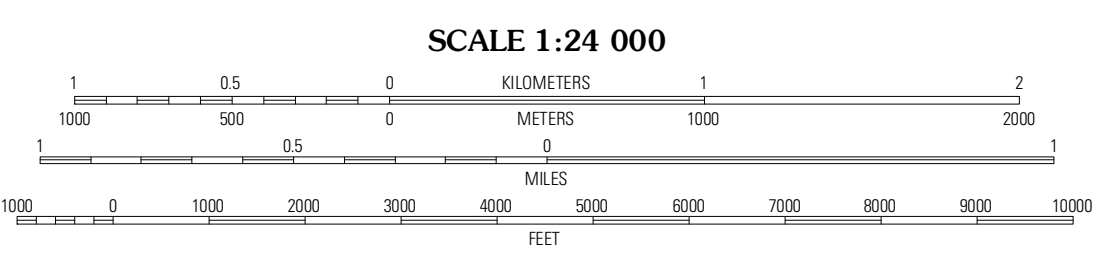 SCALE 1:24 000
1 0.5 0 KILOMETERS 1 2
1000 500 0 METERS 1000 2000
1 0.5 0 1
MILES
1000 0 1000 2000 3000 4000 5000 6000 7000 8000 9000 10000
FEET